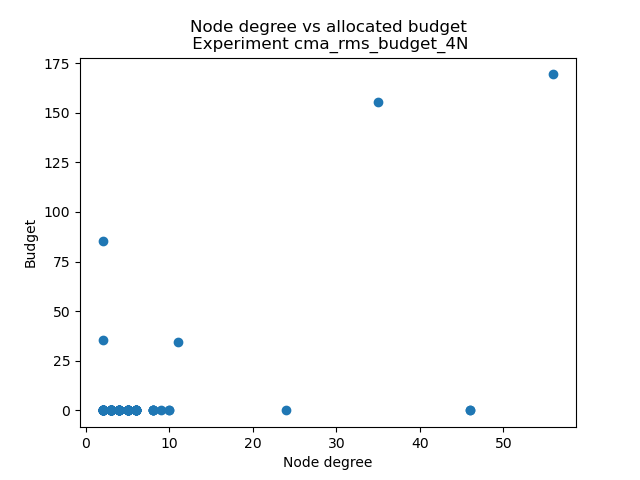 Node degree vs allocated budget
Experiment cma_rms_budget_4N
175
150
125
100
75
50
25
0
Budget
0 10 20 30 40 50
Node degree